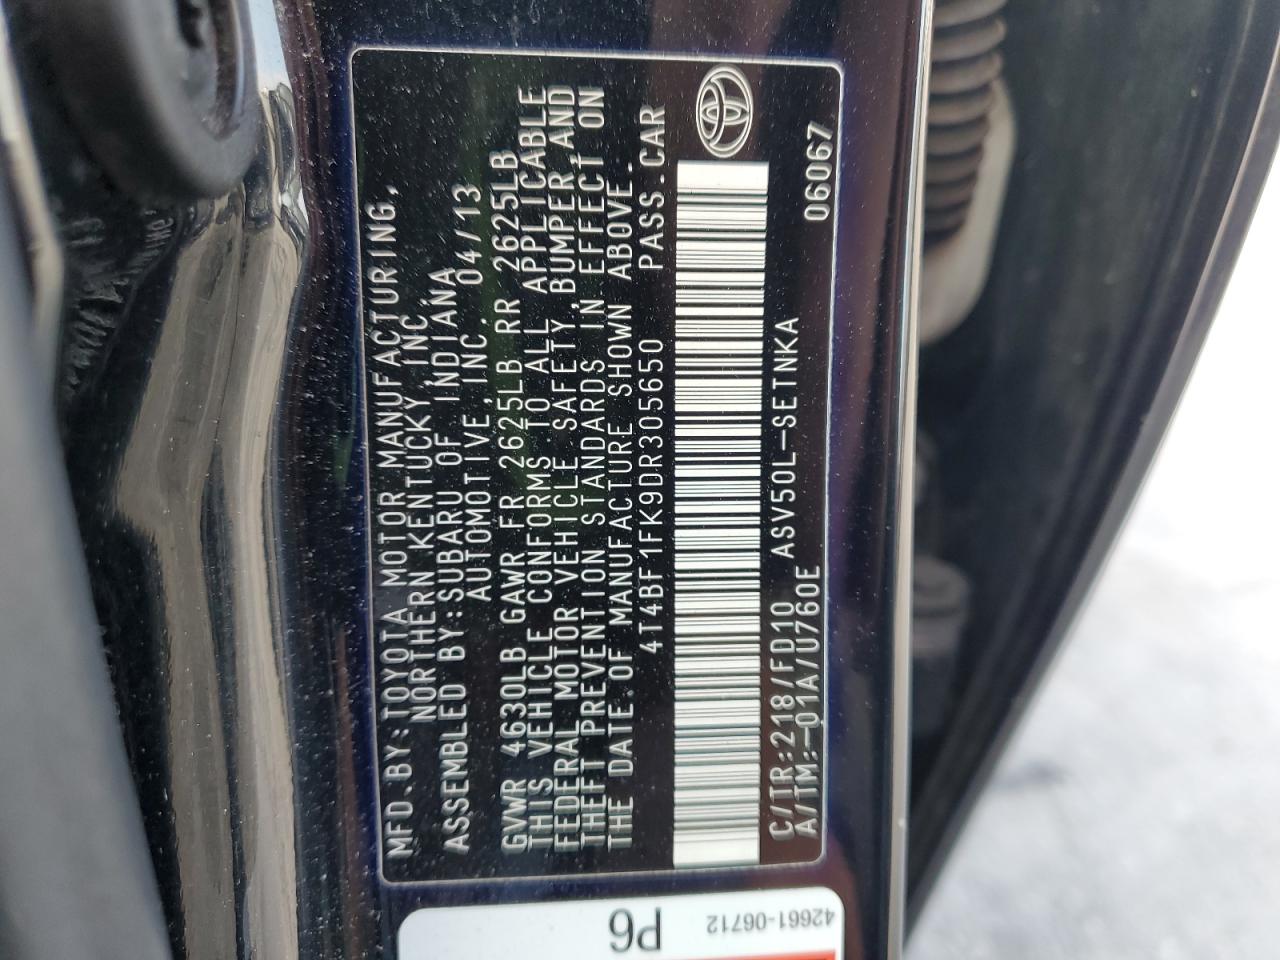 MFD.BY:TOYOTA MOTOR MANUFACTURING,
NORTHERN KENTUCKY, INC.
ASSEMBLED BY:SUBARU OF INDIANA
AUTOMOTIVE, INC. 04/13
GVWR 4630LB GAWR FR 2625LB RR 2625LB
THIS VEHICLE CONFORMS TO ALL APPLICABLE
FEDERAL MOTOR VEHICLE SAFETY, BUMPER, AND
THEFT PREVENTION STANDARDS IN EFFECT ON
THE DATE OF MANUFACTURE SHOWN ABOVE.
4T4BF1FK9DR305650 PASS.CAR
C/TR:218/FD10 ASV50L-SETNKA
A/TM:-01A/U760E 06067
P6
42661-06712